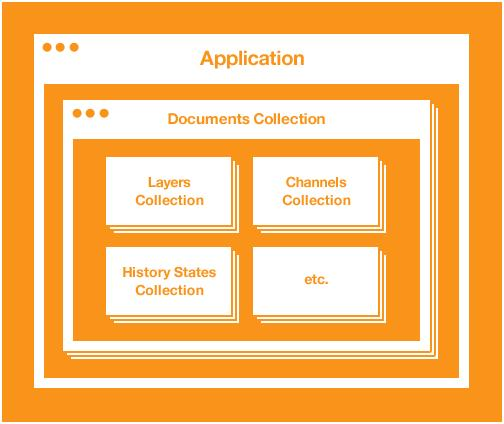 Application
Documents Collection
Layers
Collection
Channels
Collection
History States
Collection
etc.